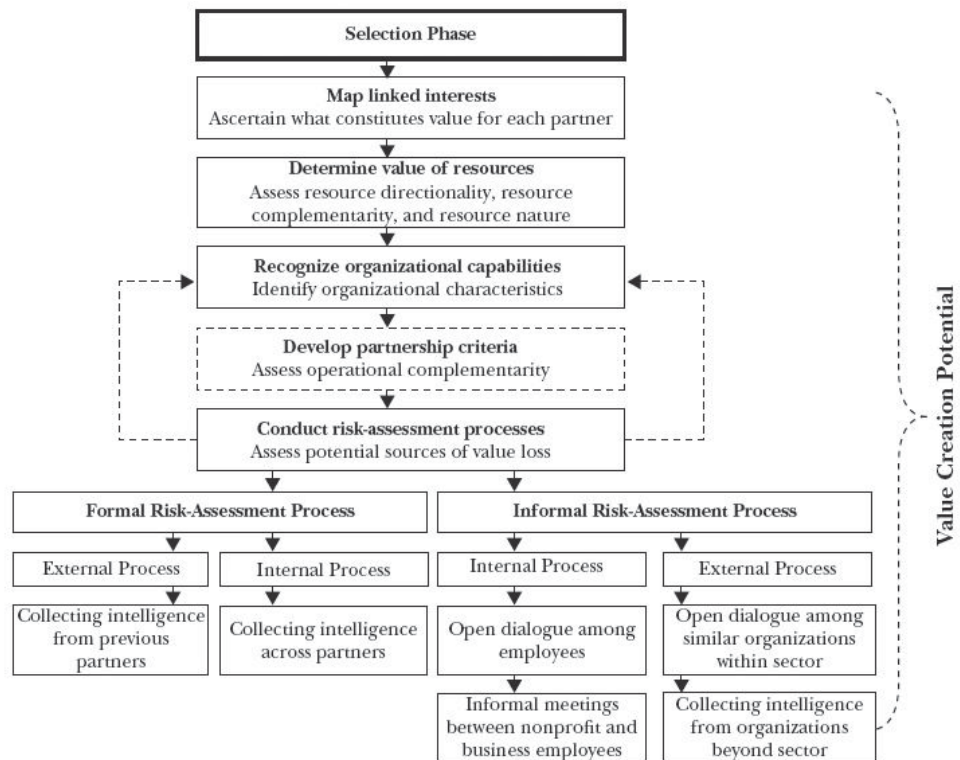 Selection Phase
Map linked interests
Ascertain what constitutes value for each partner
Determine value of resources
Assess resource directionality, resource
complementarity, and resource nature
Recognize organizational capabilities
Identify organizational characteristics
Develop partnership criteria
Assess operational complementarity
Conduct risk-assessment processes
Assess potential sources of value loss
Formal Risk-Assessment Process
Informal Risk-Assessment Process
External Process
Internal Process
Internal Process
External Process
Collecting intelligence
from previous
partners
Collecting intelligence
across partners
Open dialogue among
employees
Open dialogue among
similar organizations
within sector
Informal meetings
between nonprofit and
business employees
Collecting intelligence
from organizations
beyond sector
Value Creation Potential